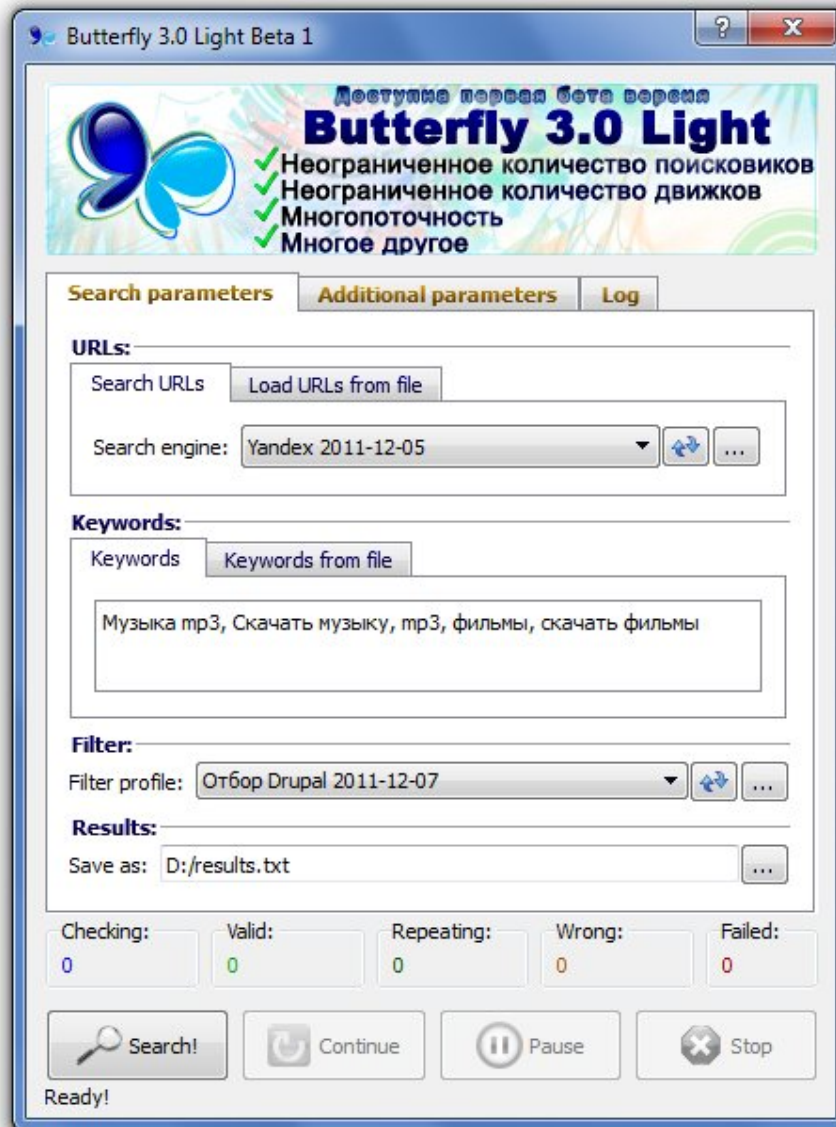 Butterfly 3.0 Light Beta 1
?
Доступна первая бета версия
Butterfly 3.0 Light
Неограниченное количество поисковиков
Неограниченное количество движков
Многопоточность
Многое другое
Search parameters Additional parameters Log
URLs:
Search URLs Load URLs from file
Search engine: Yandex 2011-12-05 ...
Keywords:
Keywords Keywords from file
Музыка mp3, Скачать музыку, mp3, фильмы, скачать фильмы
Filter:
Filter profile: Отбор Drupal 2011-12-07 ...
Results:
Save as: D:/results.txt ...
Checking: Valid: Repeating: Wrong: Failed:
0 0 0 0 0
Search! Continue Pause Stop
Ready!